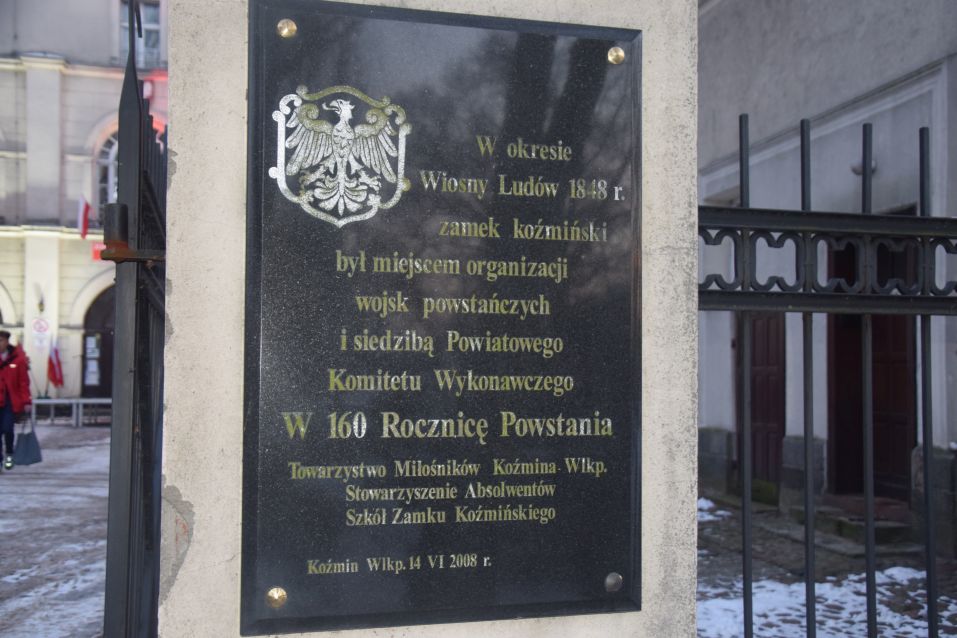 W okresie
Wiosny Ludów 1848 r.
zamek koźmiński
był miejscem organizacji
wojsk powstańczych
i siedzibą Powiatowego
Komitetu Wykonawczego
W 160 Rocznicę Powstania
Towarzystwo Miłośników Koźmina-Wlkp.
Stowarzyszenie Absolwentów
Szkół Zamku Koźmińskiego
Koźmin Wlkp. 14 VI 2008 r.